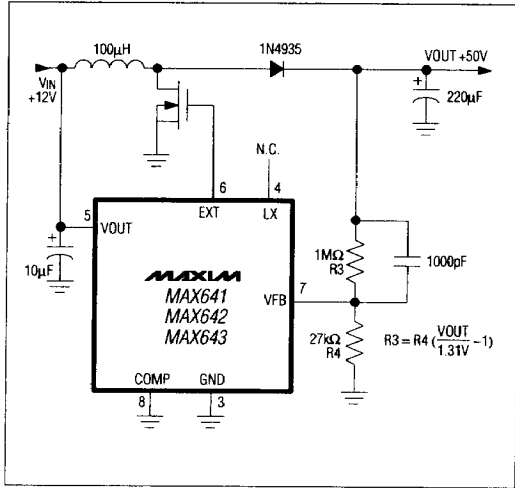 100µH
1N4935
VOUT +50V
VIN
+12V
+
220µF
N.C.
6
4
EXT
LX
5
VOUT
+
10µF
MAXIM
MAX641
MAX642
MAX643
1MΩ
R3
1000pF
7
VFB
27kΩ
R4
R3 = R4 (VOUT/1.31V - 1)
COMP
GND
8
3